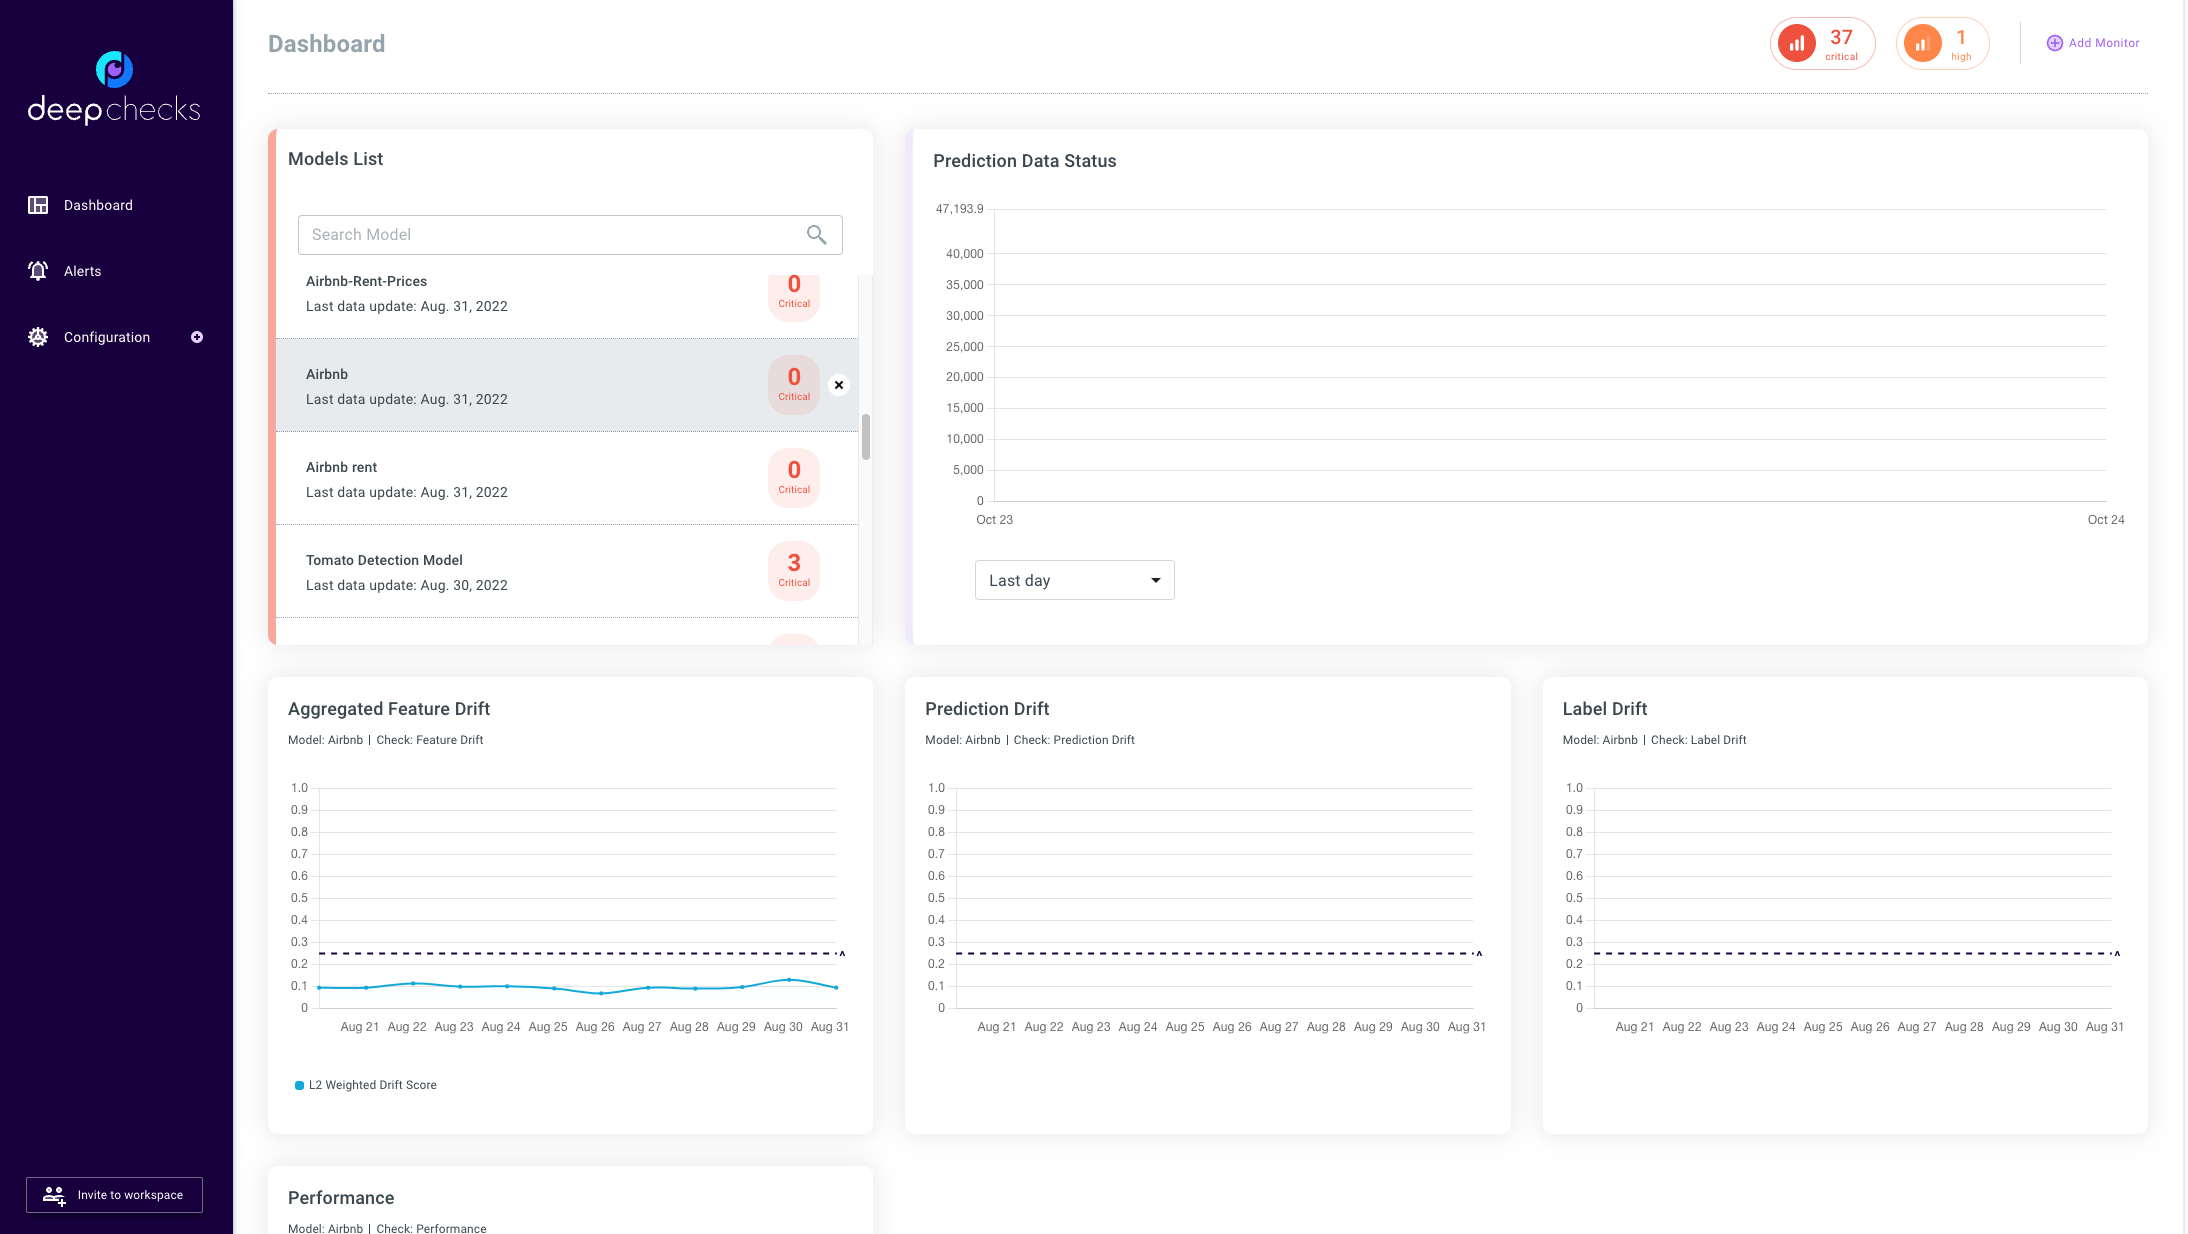 deepchecks
Dashboard
Alerts
Configuration
Invite to workspace
Dashboard
37
critical
1
high
Add Monitor
Models List
Search Model
Airbnb-Rent-Prices
Last data update: Aug. 31, 2022
0
Critical
Airbnb
Last data update: Aug. 31, 2022
0
Critical
Airbnb rent
Last data update: Aug. 31, 2022
0
Critical
Tomato Detection Model
Last data update: Aug. 30, 2022
3
Critical
Prediction Data Status
47,193.9
40,000
35,000
30,000
25,000
20,000
15,000
10,000
5,000
0
Oct 23 Oct 24
Last day
Aggregated Feature Drift
Model: Airbnb | Check: Feature Drift
1.0
0.9
0.8
0.7
0.6
0.5
0.4
0.3
0.2
0.1
0
Aug 21 Aug 22 Aug 23 Aug 24 Aug 25 Aug 26 Aug 27 Aug 28 Aug 29 Aug 30 Aug 31
L2 Weighted Drift Score
Prediction Drift
Model: Airbnb | Check: Prediction Drift
1.0
0.9
0.8
0.7
0.6
0.5
0.4
0.3
0.2
0.1
0
Aug 21 Aug 22 Aug 23 Aug 24 Aug 25 Aug 26 Aug 27 Aug 28 Aug 29 Aug 30 Aug 31
Label Drift
Model: Airbnb | Check: Label Drift
1.0
0.9
0.8
0.7
0.6
0.5
0.4
0.3
0.2
0.1
0
Aug 21 Aug 22 Aug 23 Aug 24 Aug 25 Aug 26 Aug 27 Aug 28 Aug 29 Aug 30 Aug 31
Performance
Model: Airbnb | Check: Performance